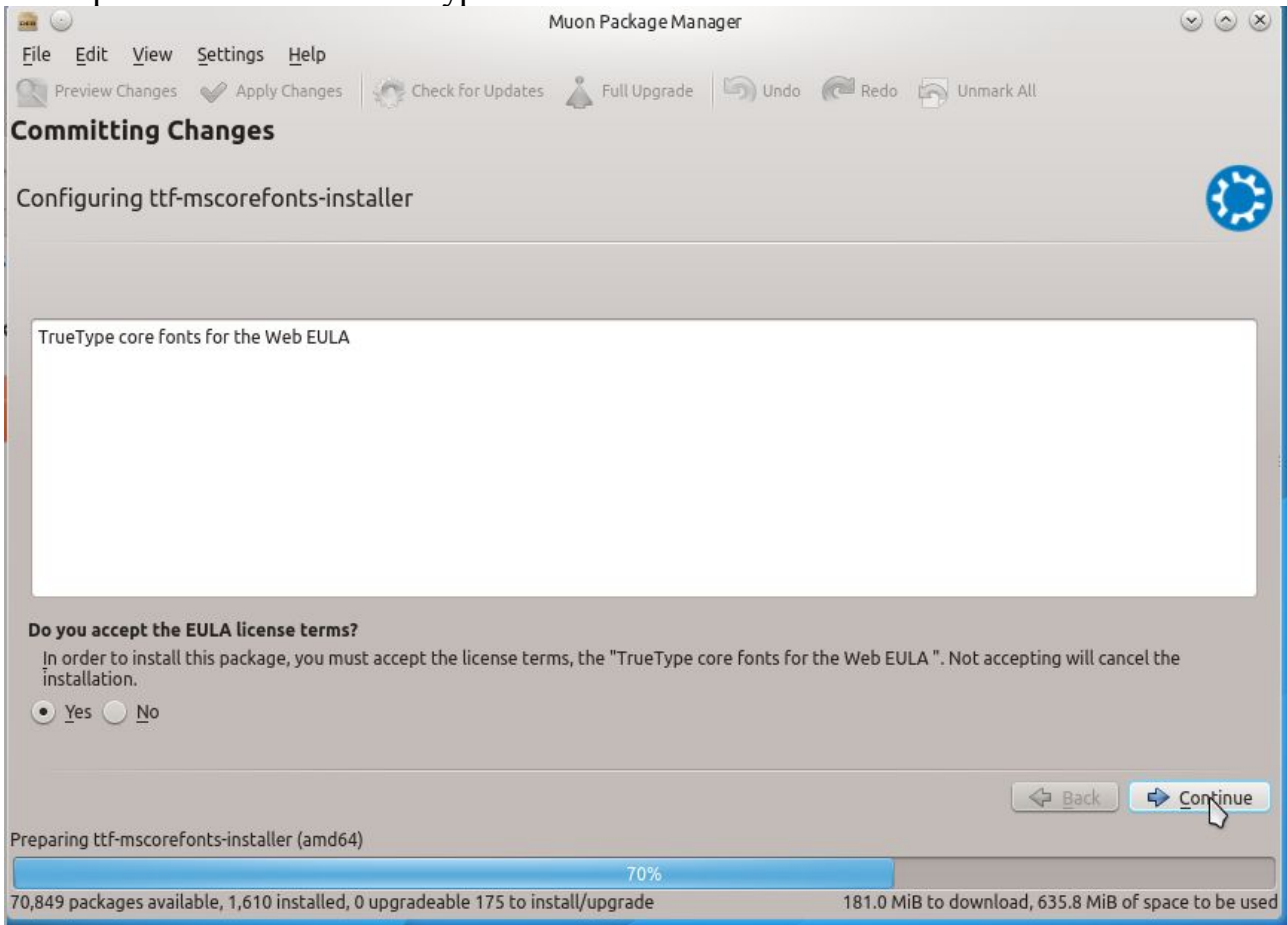 Muon Package Manager
File Edit View Settings Help
Preview Changes Apply Changes Check for Updates Full Upgrade Undo Redo Unmark All
Committing Changes
Configuring ttf-mscorefonts-installer
TrueType core fonts for the Web EULA
Do you accept the EULA license terms?
In order to install this package, you must accept the license terms, the "TrueType core fonts for the Web EULA ". Not accepting will cancel the
installation.
Yes No
Back Continue
Preparing ttf-mscorefonts-installer (amd64)
70%
70,849 packages available, 1,610 installed, 0 upgradeable 175 to install/upgrade 181.0 MiB to download, 635.8 MiB of space to be used